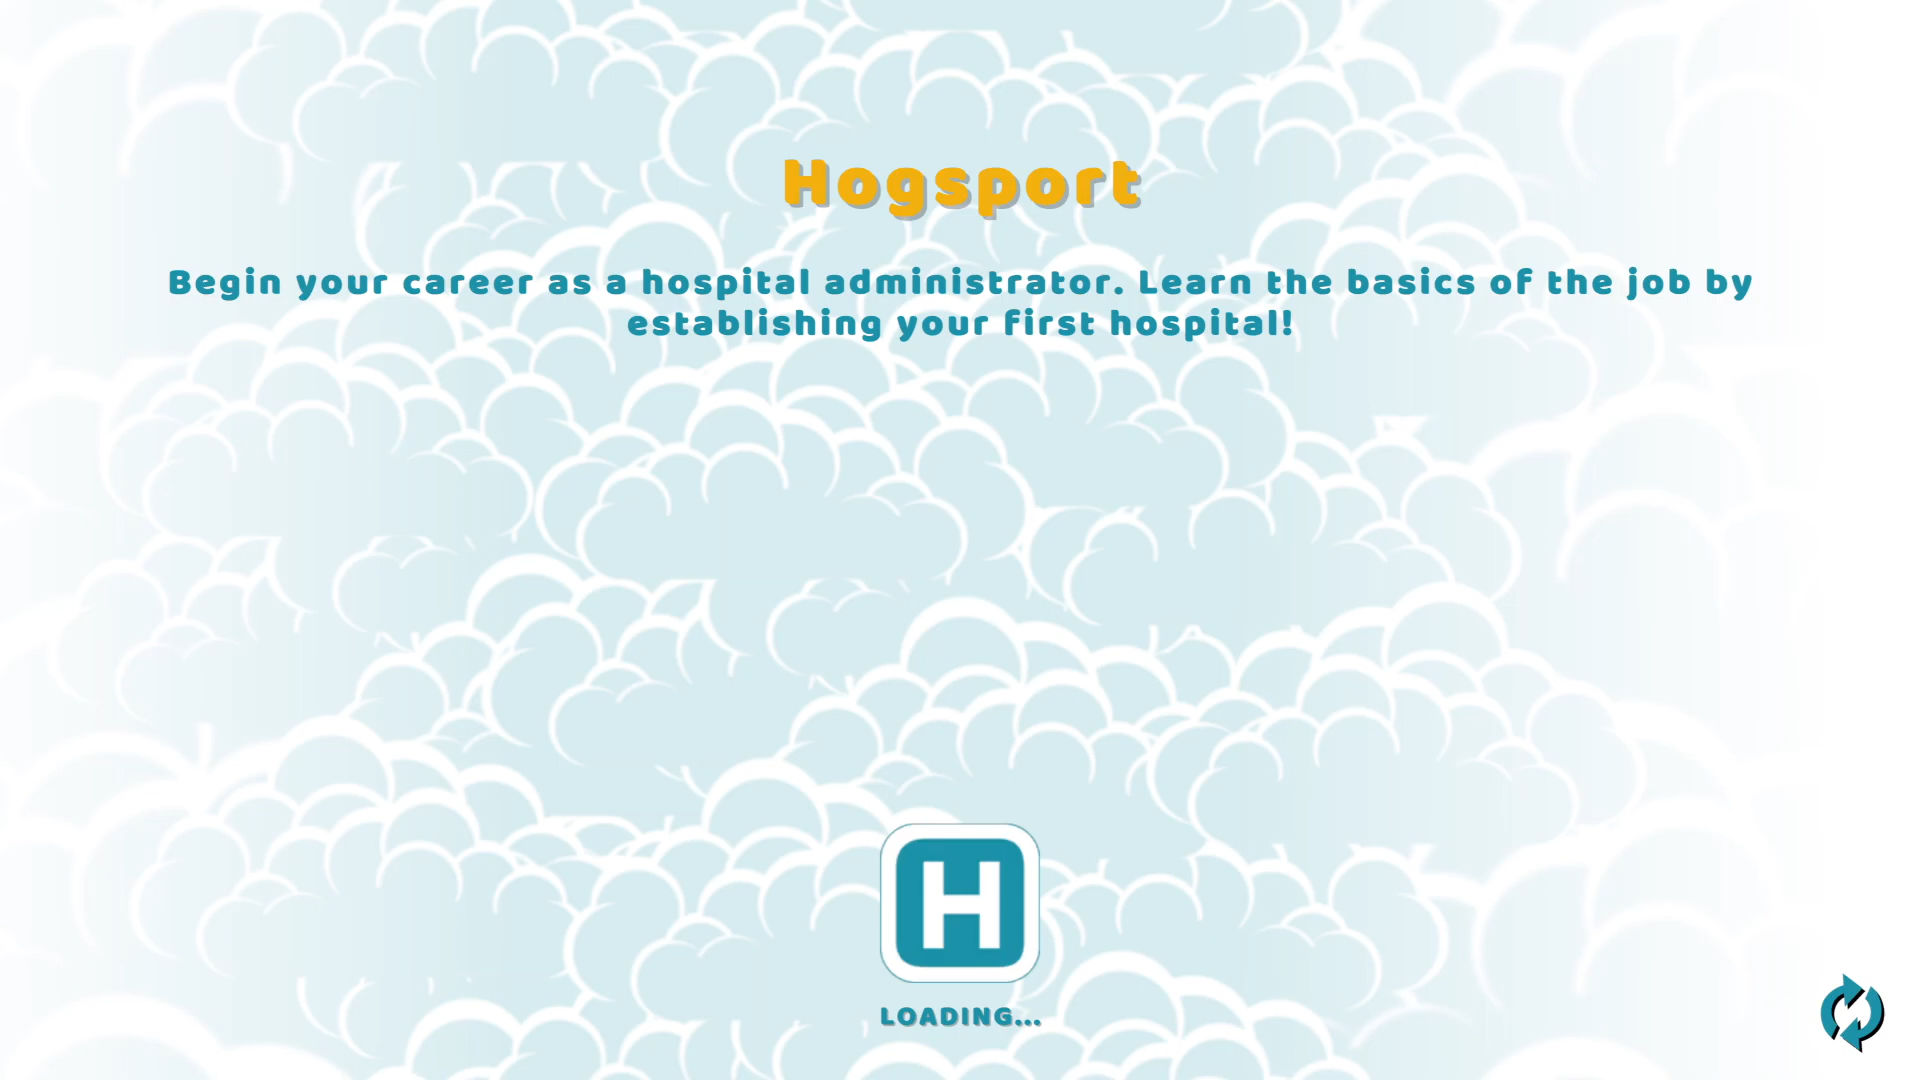 Hogsport
Begin your career as a hospital administrator. Learn the basics of the job by
establishing your first hospital!
H
LOADING...